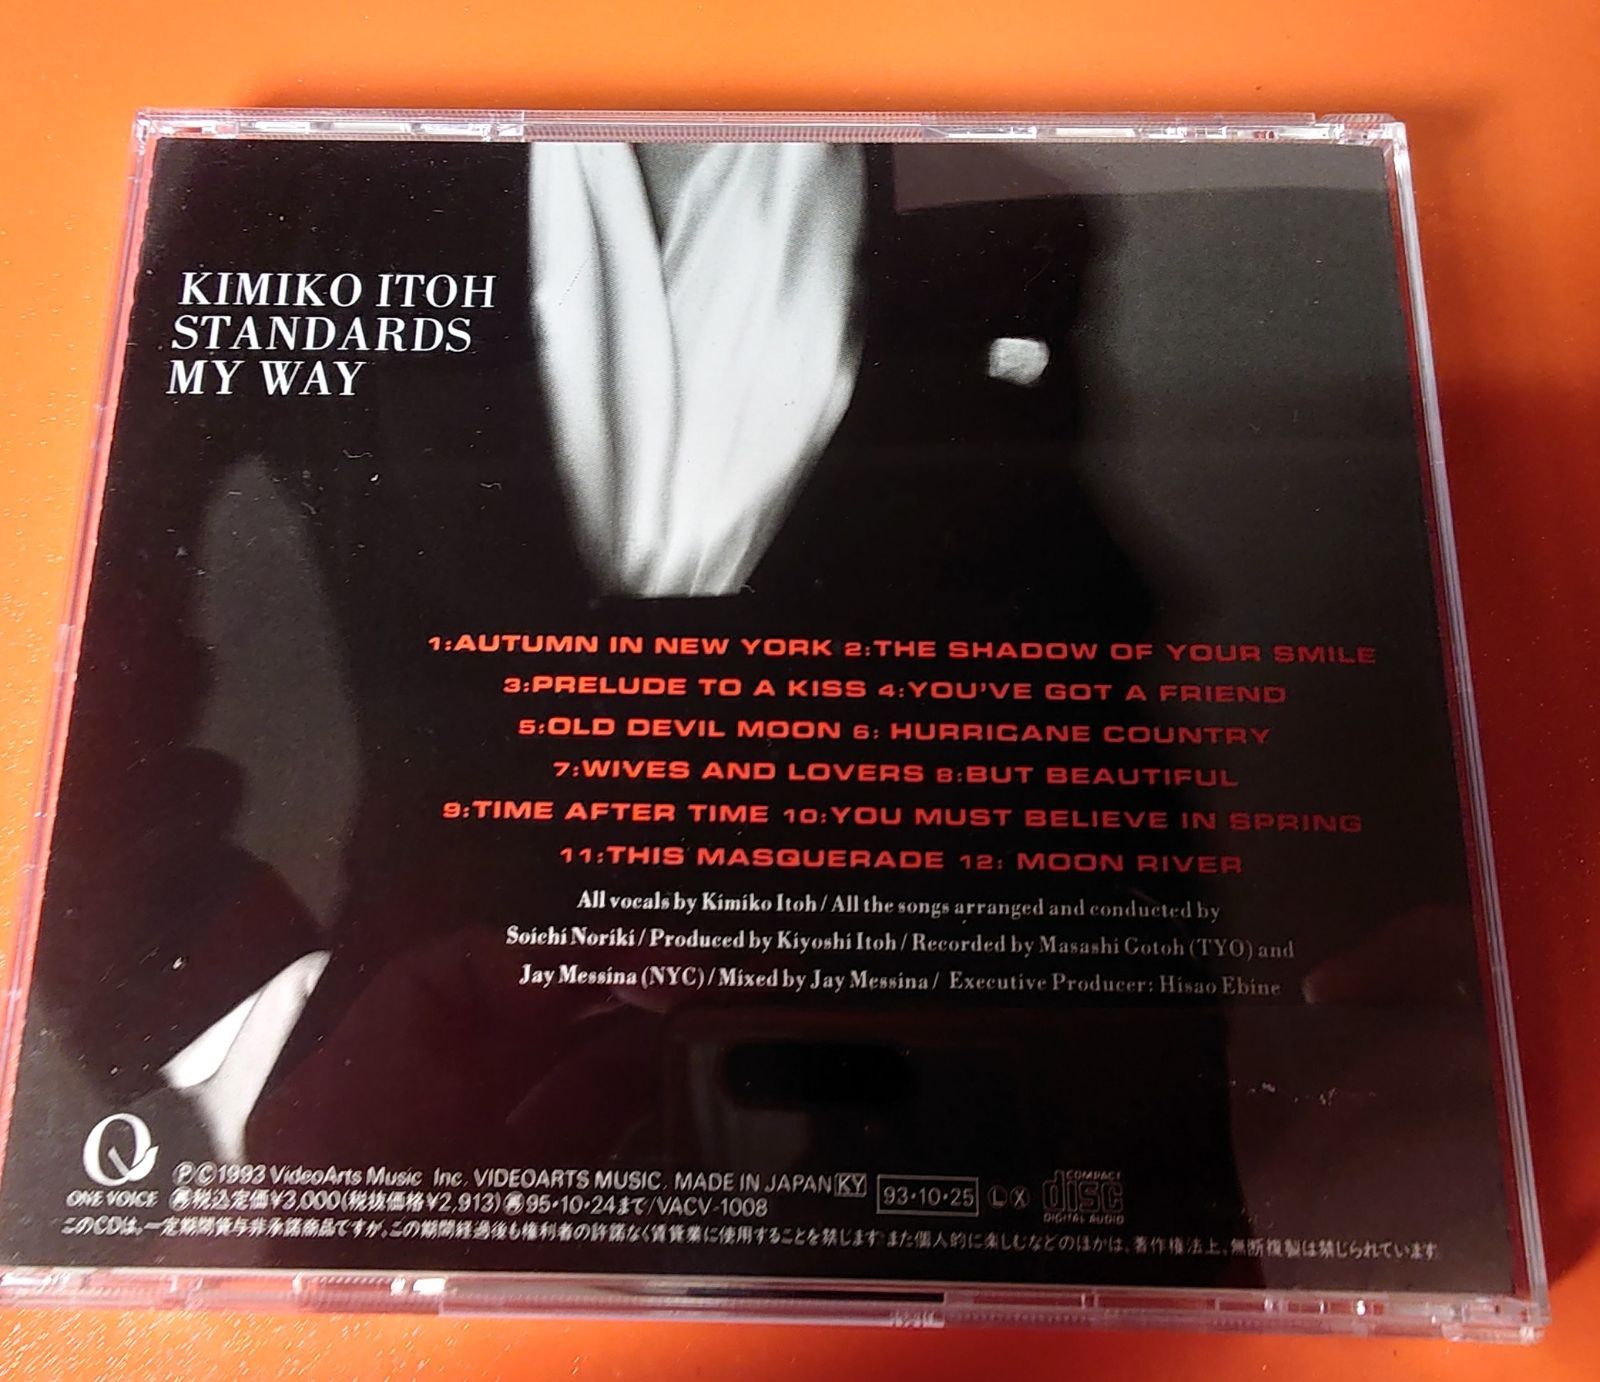 KIMIKO ITOH
STANDARDS
MY WAY
1:AUTUMN IN NEW YORK 2:THE SHADOW OF YOUR SMILE
3:PRELUDE TO A KISS 4:YOU'VE GOT A FRIEND
5:OLD DEVIL MOON 6: HURRICANE COUNTRY
7:WIVES AND LOVERS 8:BUT BEAUTIFUL
9:TIME AFTER TIME 10:YOU MUST BELIEVE IN SPRING
11:THIS MASQUERADE 12: MOON RIVER
All vocals by Kimiko Itoh/All the songs arranged and conducted by
Soichi Noriki/Produced by Kiyoshi Itoh/Recorded by Masashi Gotoh (TYO) and
Jay Messina (NYC)/Mixed by Jay Messina/ Executive Producer: Hisao Ebine
ONE VOICE
Ⓟ©1993 VideoArts Music Inc. VIDEOARTS MUSIC. MADE IN JAPAN KY
税込定価¥3,000(税抜価格¥2,913) 95・10・24まで/VACV-1008
93・10・25 Ⓛ Ⓧ
COMPACT
disc
DIGITAL AUDIO
このCDは、一定期間貸与非承諾商品ですが、この期間経過後も権利者の許諾なく賃貸業に使用することを禁じます また個人的に楽しむなどのほかは、著作権法上、無断複製は禁じられています